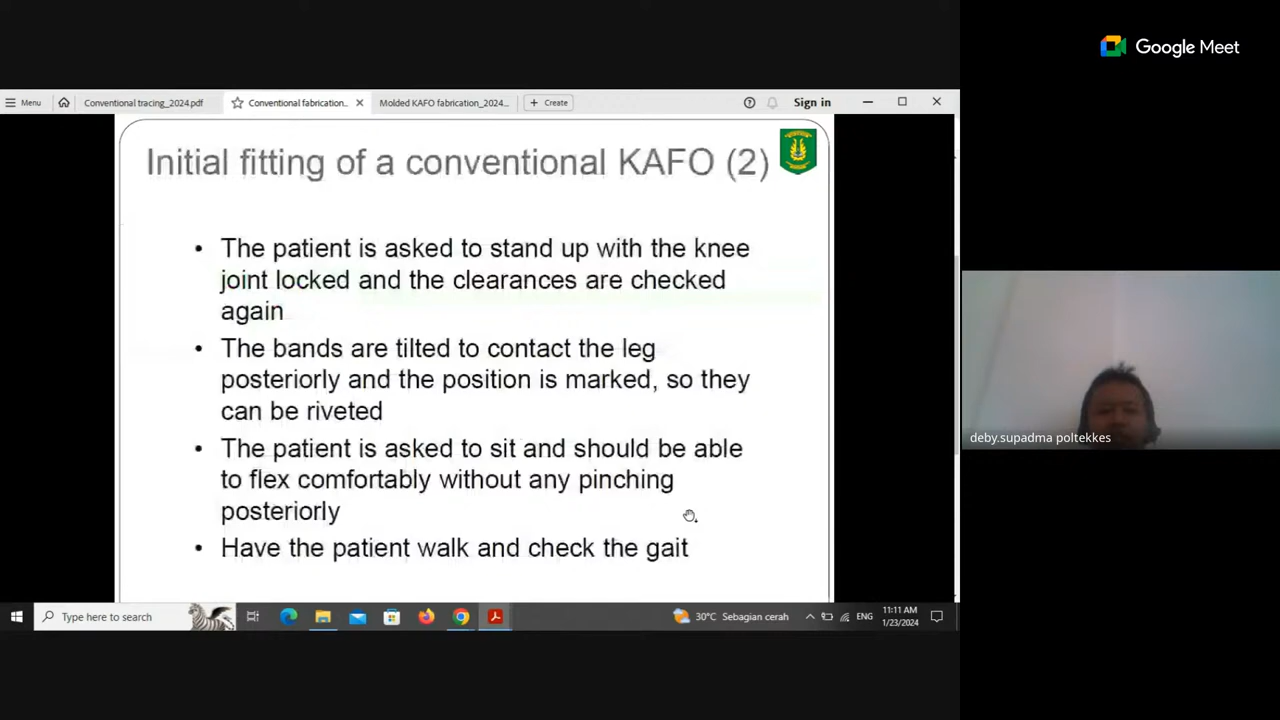 Google Meet
Menu
Conventional tracing_2024.pdf
Conventional fabrication...
Molded KAFO fabrication_2024...
Create
Sign in
Initial fitting of a conventional KAFO (2)
• The patient is asked to stand up with the knee
joint locked and the clearances are checked
again
• The bands are tilted to contact the leg
posteriorly and the position is marked, so they
can be riveted
• The patient is asked to sit and should be able
to flex comfortably without any pinching
posteriorly
• Have the patient walk and check the gait
deby.supadma poltekkes
Type here to search
30°C Sebagian cerah
ENG
11:11 AM
1/23/2024